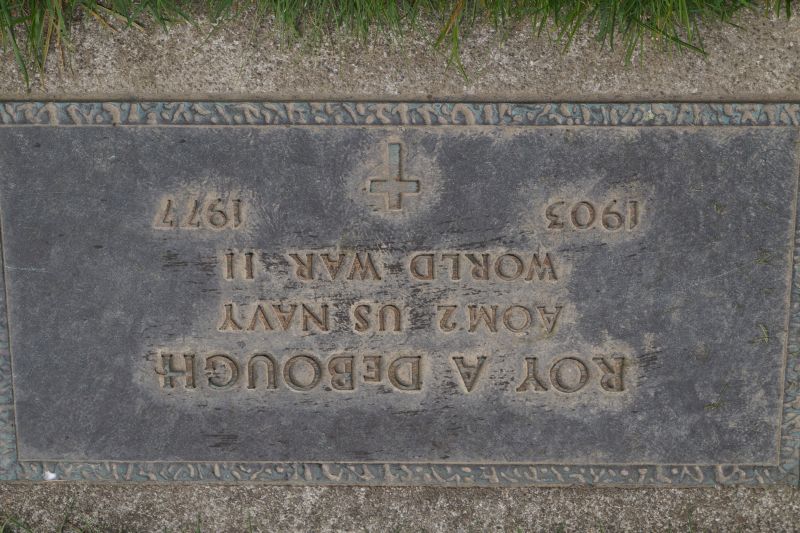 ROY A DEBOUGH
AOM2 US NAVY
WORLD WAR II
1903 1977